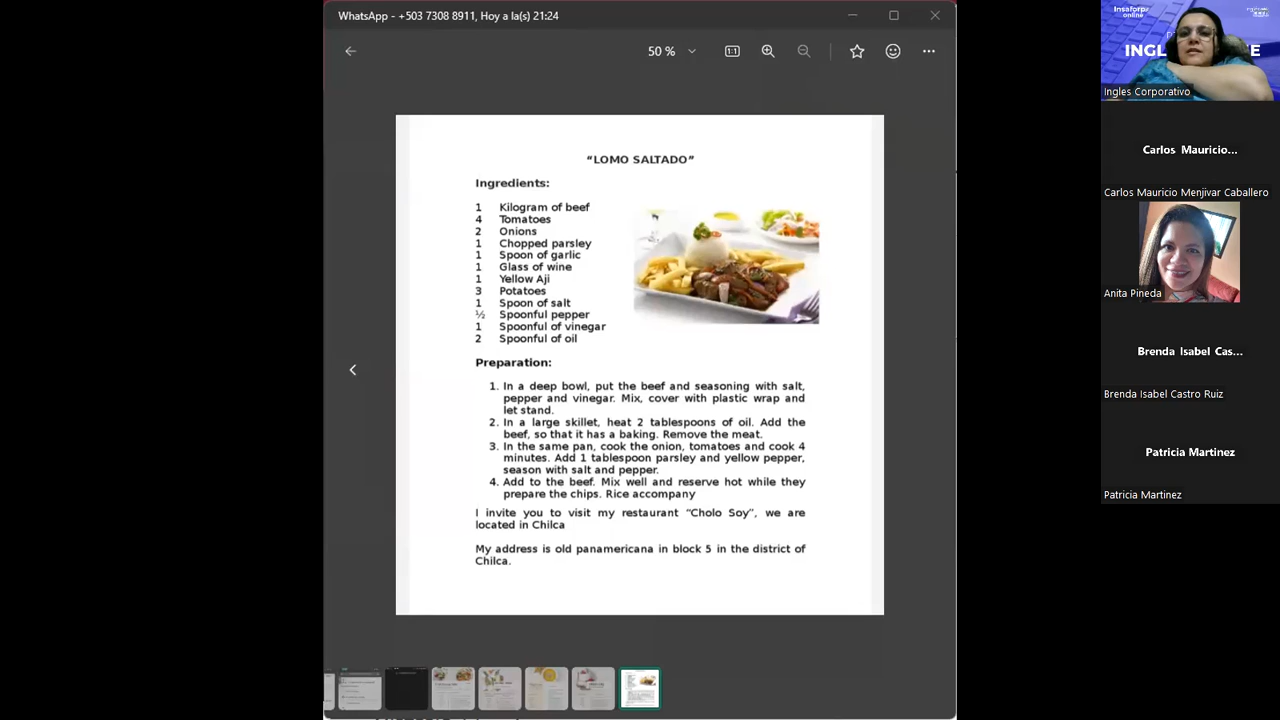 WhatsApp - +503 7308 8911, Hoy a la(s) 21:24
50 %
1:1
“LOMO SALTADO”
Ingredients:
1 Kilogram of beef
4 Tomatoes
2 Onions
1 Chopped parsley
1 Spoon of garlic
1 Glass of wine
1 Yellow Aji
3 Potatoes
1 Spoon of salt
½ Spoonful pepper
1 Spoonful of vinegar
2 Spoonful of oil
Preparation:
1. In a deep bowl, put the beef and seasoning with salt,
pepper and vinegar. Mix, cover with plastic wrap and
let stand.
2. In a large skillet, heat 2 tablespoons of oil. Add the
beef, so that it has a baking. Remove the meat.
3. In the same pan, cook the onion, tomatoes and cook 4
minutes. Add 1 tablespoon parsley and yellow pepper,
season with salt and pepper.
4. Add to the beef. Mix well and reserve hot while they
prepare the chips. Rice accompany
I invite you to visit my restaurant “Cholo Soy”, we are
located in Chilca
My address is old panamericana in block 5 in the district of
Chilca.
Insaforp
online
INGL
E
Ingles Corporativo
Carlos Mauricio...
Carlos Mauricio Menjivar Caballero
Anita Pineda
Brenda Isabel Cas...
Brenda Isabel Castro Ruiz
Patricia Martinez
Patricia Martinez